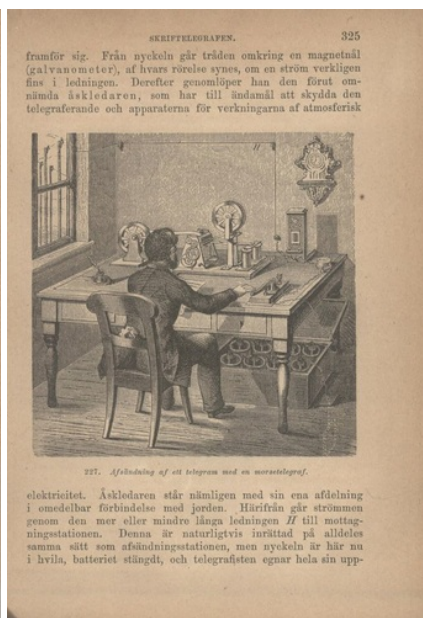 SKRIFTELEGRAFEN. 325
framför sig. Från nyckeln går tråden omkring en magnetnål
(galvanometer), af hvars rörelse synes, om en ström verkligen
fins i ledningen. Derefter genomlöper han den förut om-
nämda åskledaren, som har till ändamål att skydda den
telegraferande och apparaterna för verkningarna af atmosferisk
H
227. Afsändning af ett telegram med en morsetelegraf.
elektricitet. Åskledaren står nämligen med sin ena afdelning
i omedelbar förbindelse med jorden. Härifrån går strömmen
genom den mer eller mindre långa ledningen H till mottag-
ningsstationen. Denna är naturligtvis inrättad på alldeles
samma sätt som afsändningsstationen, men nyckeln är här nu
i hvila, batteriet stängdt, och telegrafisten egnar hela sin upp-